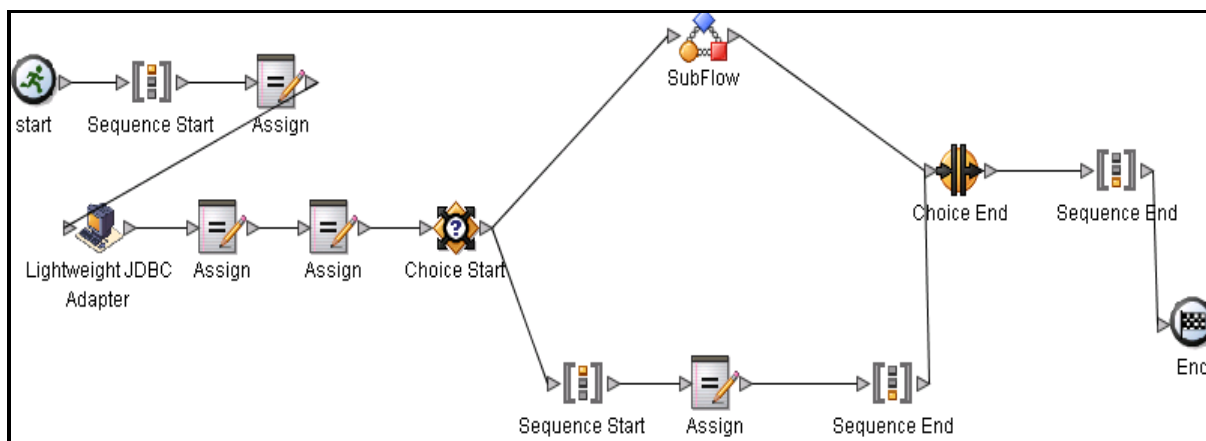 SubFlow
start
Sequence Start
Assign
Choice End
Sequence End
Lightweight JDBC
Adapter
Assign
Assign
Choice Start
End
Sequence Start
Assign
Sequence End